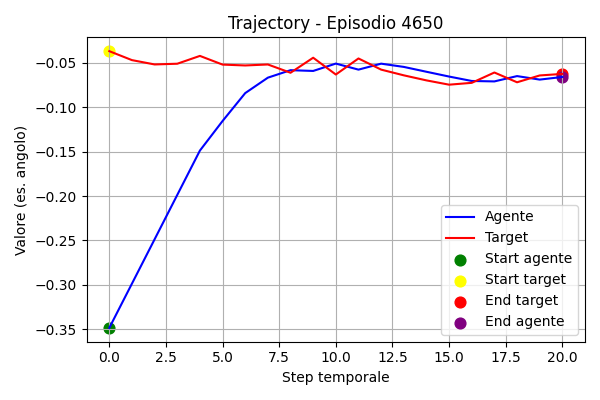 Trajectory - Episodio 4650
Valore (es. angolo)
−0.05
−0.10
−0.15
−0.20
−0.25
−0.30
−0.35
Agente
Target
Start agente
Start target
End target
End agente
0.0 2.5 5.0 7.5 10.0 12.5 15.0 17.5 20.0
Step temporale